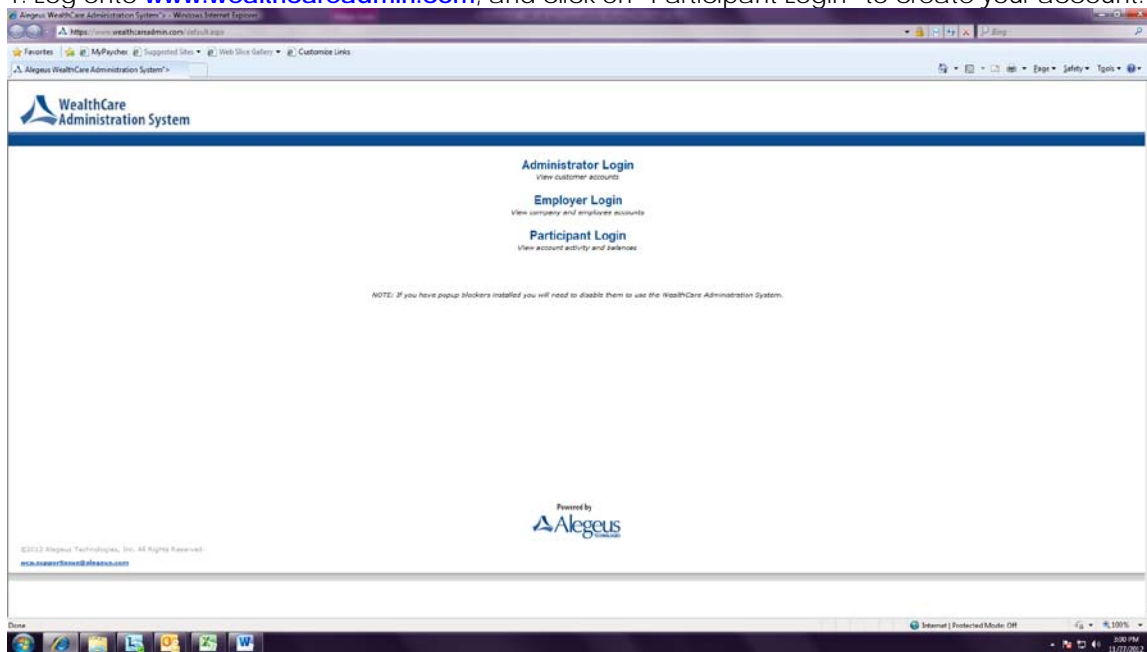 1. Log onto www.wealthcareadmin.com, and click on "Participant Login" to create your account.
Alegeus WealthCare Administration System"> - Windows Internet Explorer
https://www.wealthcareadmin.com/default.aspx
Bing
Favorites MyPaychex Suggested Sites Web Slice Gallery Customize Links
Alegeus WealthCare Administration System">
Page Safety Tools
WealthCare
Administration System
Administrator Login
View customer accounts
Employer Login
View company and employee accounts
Participant Login
View account activity and balances
NOTE: If you have popup blockers installed you will need to disable them to use the WealthCare Administration System.
Powered by
Alegeus
TECHNOLOGIES
Alegeus Technologies, Inc. All Rights Reserved.
Done
Internet | Protected Mode: Off
100%
3:00 PM